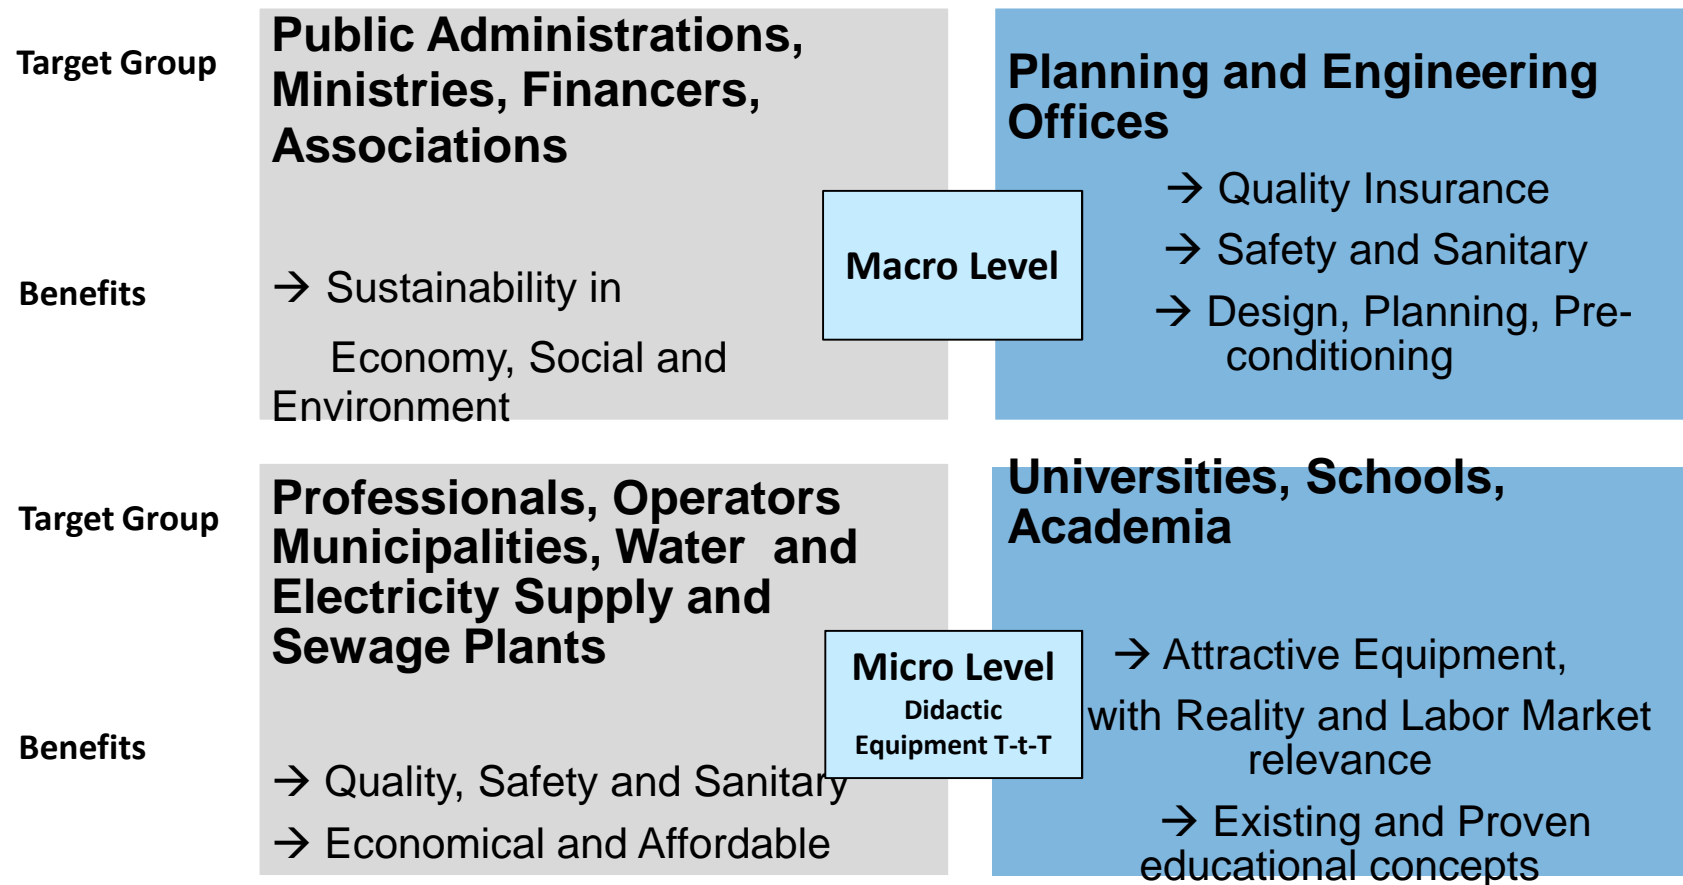 Target Group
Public Administrations,
Ministries, Financers,
Associations
Benefits
→ Sustainability in
Economy, Social and
Environment
Macro Level
Planning and Engineering
Offices
→ Quality Insurance
→ Safety and Sanitary
→ Design, Planning, Pre-
conditioning
Target Group
Professionals, Operators
Municipalities, Water and
Electricity Supply and
Sewage Plants
Benefits
→ Quality, Safety and Sanitary
→ Economical and Affordable
Micro Level
Didactic
Equipment T-t-T
Universities, Schools,
Academia
→ Attractive Equipment,
with Reality and Labor Market
relevance
→ Existing and Proven
educational concepts